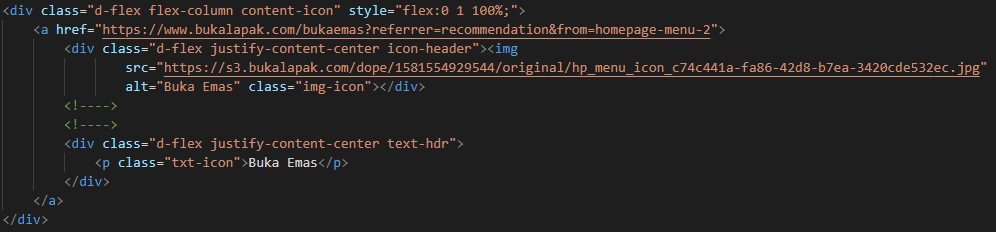 <div class="d-flex flex-column content-icon" style="flex:0 1 100%;">
<a href="https://www.bukalapak.com/bukaemas?referrer=recommendation&from=homepage-menu-2">
<div class="d-flex justify-content-center icon-header"><img
src="https://s3.bukalapak.com/dope/1581554929544/original/hp_menu_icon_c74c441a-fa86-42d8-b7ea-3420cde532ec.jpg"
alt="Buka Emas" class="img-icon"></div>
<!---->
<!---->
<div class="d-flex justify-content-center text-hdr">
<p class="txt-icon">Buka Emas</p>
</div>
</a>
</div>